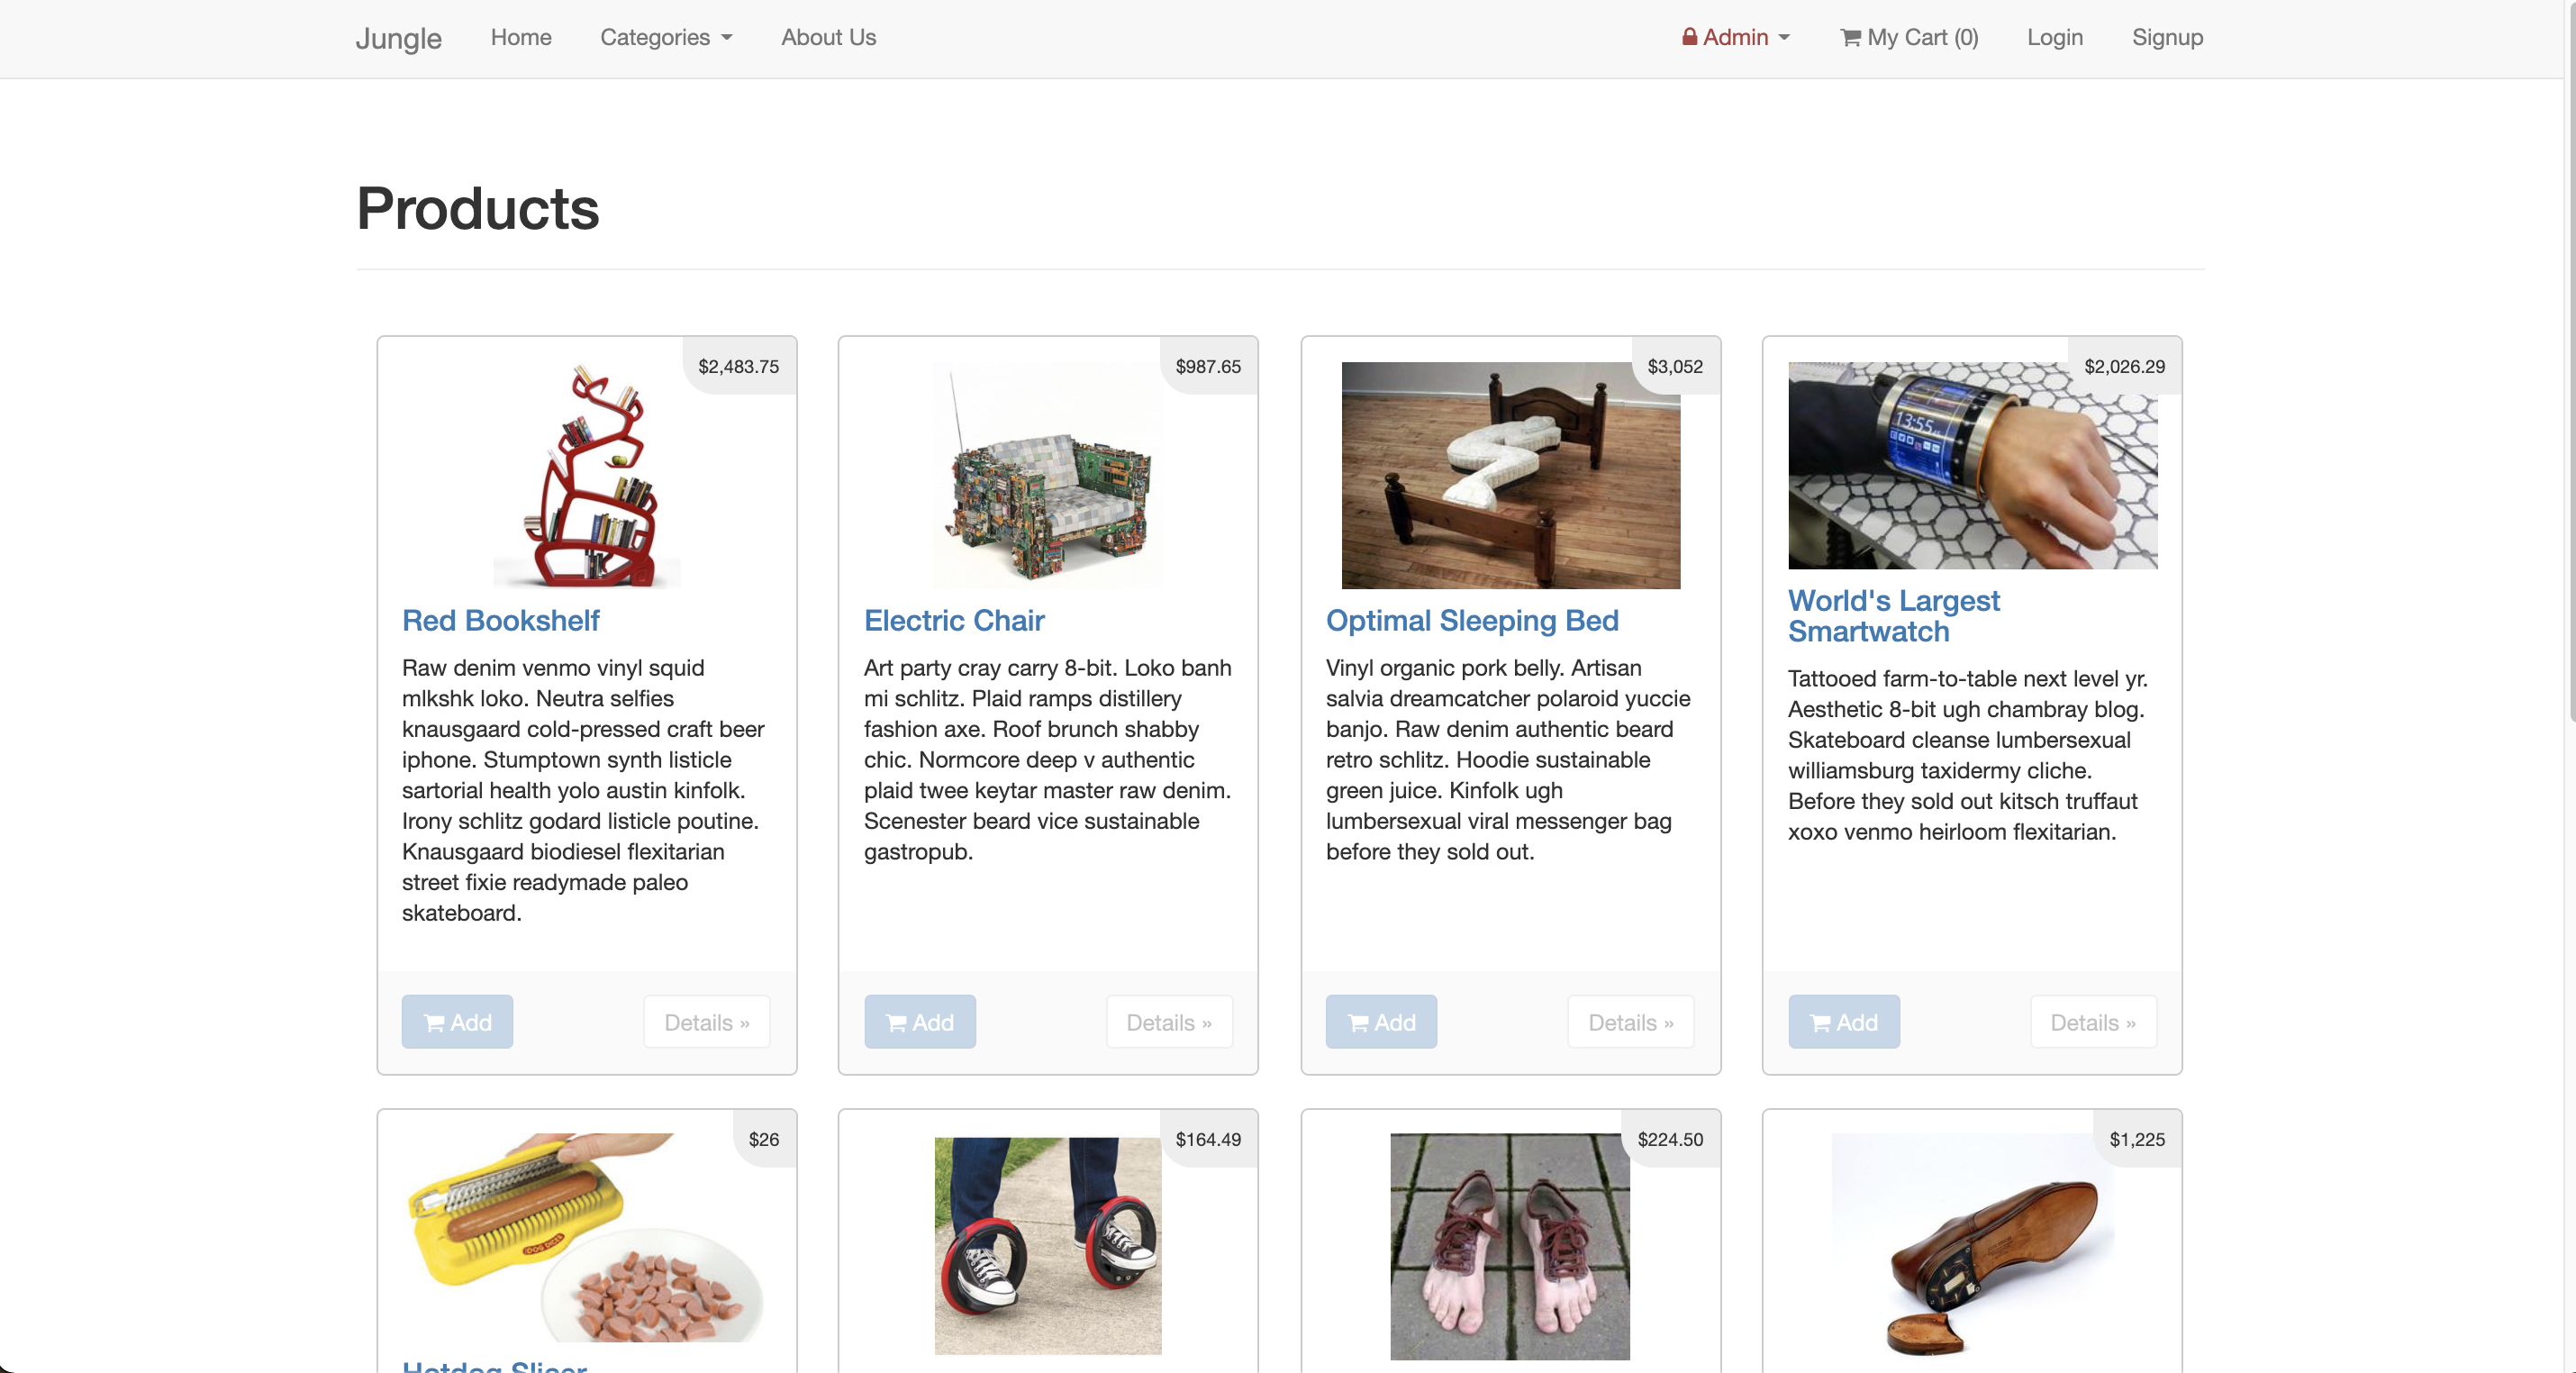 Jungle Home Categories About Us Admin My Cart (0) Login Signup
Products
$2,483.75
Red Bookshelf
Raw denim venmo vinyl squid
mlkshk loko. Neutra selfies
knausgaard cold-pressed craft beer
iphone. Stumptown synth listicle
sartorial health yolo austin kinfolk.
Irony schlitz godard listicle poutine.
Knausgaard biodiesel flexitarian
street fixie readymade paleo
skateboard.
Add Details »
$987.65
Electric Chair
Art party cray carry 8-bit. Loko banh
mi schlitz. Plaid ramps distillery
fashion axe. Roof brunch shabby
chic. Normcore deep v authentic
plaid twee keytar master raw denim.
Scenester beard vice sustainable
gastropub.
Add Details »
$3,052
Optimal Sleeping Bed
Vinyl organic pork belly. Artisan
salvia dreamcatcher polaroid yuccie
banjo. Raw denim authentic beard
retro schlitz. Hoodie sustainable
green juice. Kinfolk ugh
lumbersexual viral messenger bag
before they sold out.
Add Details »
$2,026.29
13:55
World's Largest
Smartwatch
Tattooed farm-to-table next level yr.
Aesthetic 8-bit ugh chambray blog.
Skateboard cleanse lumbersexual
williamsburg taxidermy cliche.
Before they sold out kitsch truffaut
xoxo venmo heirloom flexitarian.
Add Details »
$26
Hotdog Slicer
$164.49
$224.50
$1,225